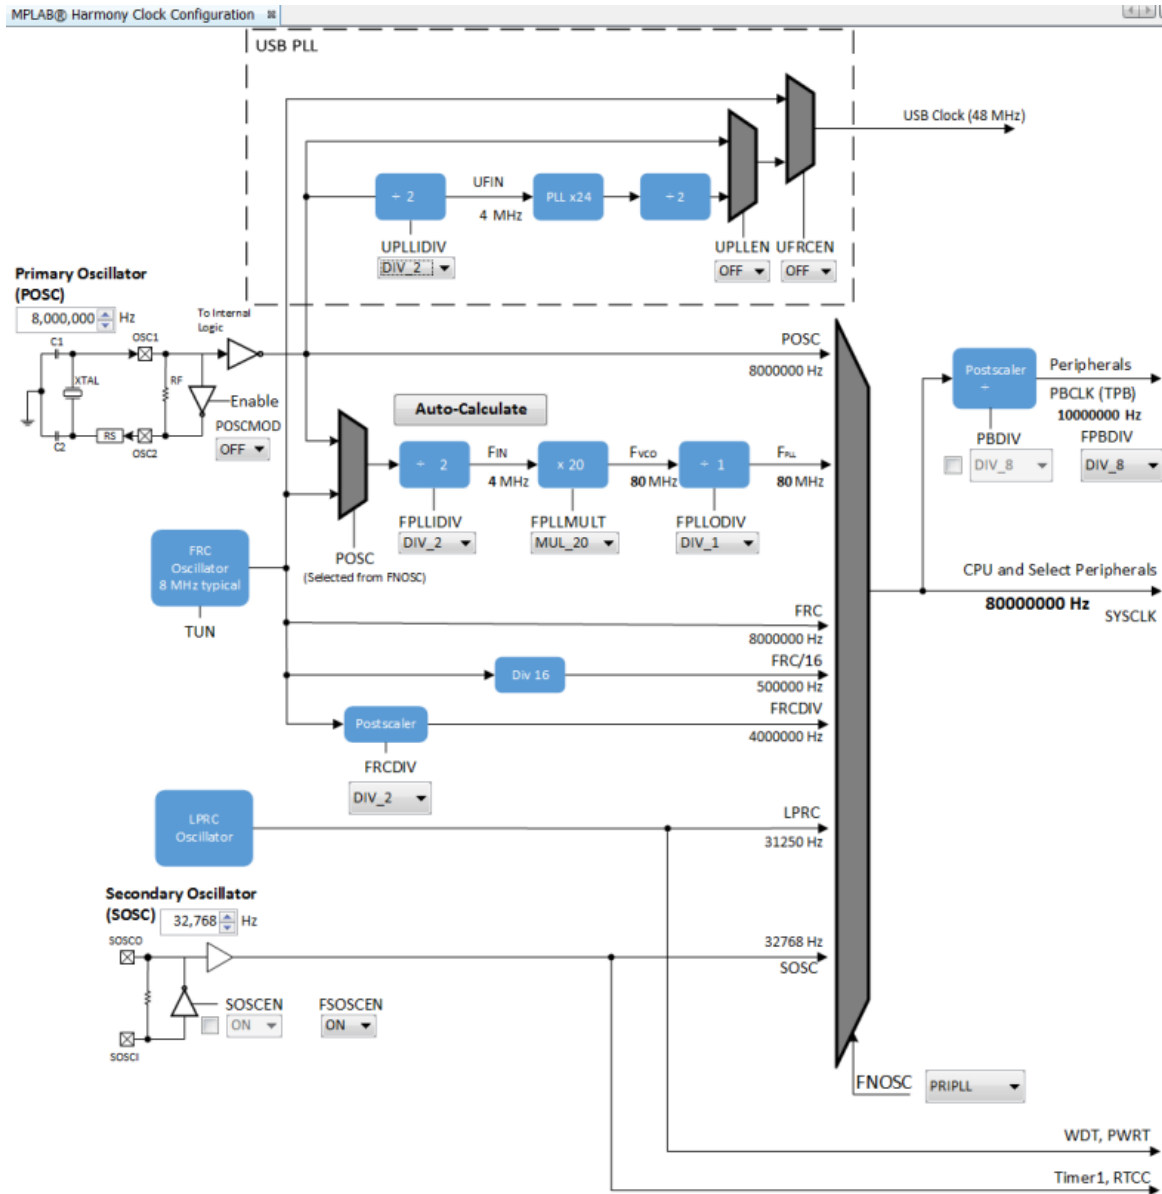 MPLAB® Harmony Clock Configuration
USB PLL
USB Clock (48 MHz)
÷ 2
UFIN
4 MHz
PLL x24
÷ 2
UPLLIDIV
DIV_2
UPLLEN
OFF
UFRCEN
OFF
Primary Oscillator
(POSC)
8,000,000 Hz
To Internal
Logic
C1
OSC1
XTAL
RF
Enable
POSCMOD
OFF
C2
RS
OSC2
POSC
8000000 Hz
Auto-Calculate
÷ 2
FIN
4 MHz
x 20
FVCO
80 MHz
÷ 1
FPLL
80 MHz
FPLLIDIV
DIV_2
FPLLMULT
MUL_20
FPLLODIV
DIV_1
POSC
(Selected from FNOSC)
Postscaler
÷
Peripherals
PBCLK (TPB)
10000000 Hz
PBDIV
DIV_8
FPBDIV
DIV_8
FRC
Oscillator
8 MHz typical
TUN
CPU and Select Peripherals
80000000 Hz
SYSCLK
FRC
8000000 Hz
Div 16
FRC/16
500000 Hz
Postscaler
FRCDIV
4000000 Hz
FRCDIV
DIV_2
LPRC
Oscillator
LPRC
31250 Hz
Secondary Oscillator
(SOSC) 32,768 Hz
SOSCO
32768 Hz
SOSC
SOSCEN
ON
FSOSCEN
ON
SOSCI
FNOSC
PRIPLL
WDT, PWRT
Timer1, RTCC